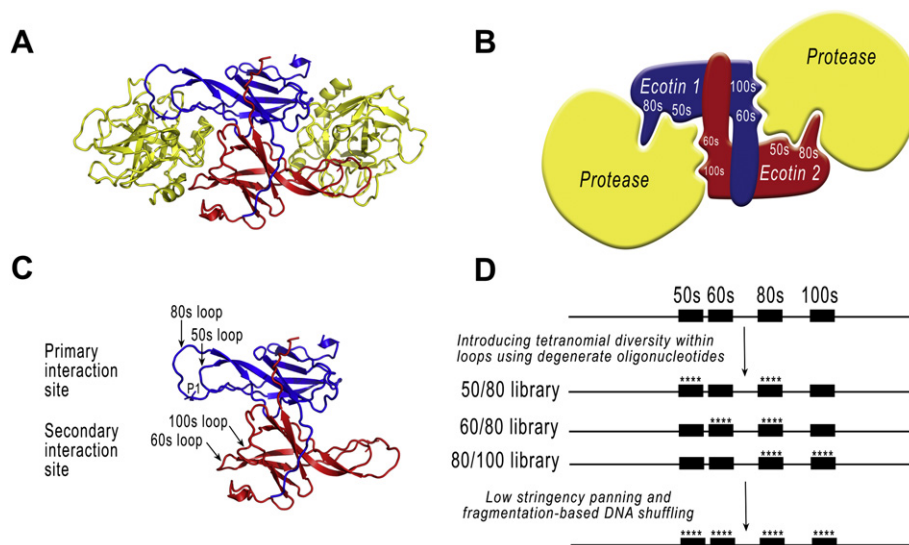 A
B
Protease
Ecotin 1
100s
80s
50s
60s
50s
80s
60s
100s
Ecotin 2
Protease
C
80s loop
50s loop
Primary
interaction
site
P1
Secondary
interaction
site
100s loop
60s loop
D
50s 60s 80s 100s
Introducing tetranomial diversity within
loops using degenerate oligonucleotides
**** ****
50/80 library
**** ****
60/80 library
**** ****
80/100 library
Low stringency panning and
fragmentation-based DNA shuffling
**** **** **** ****